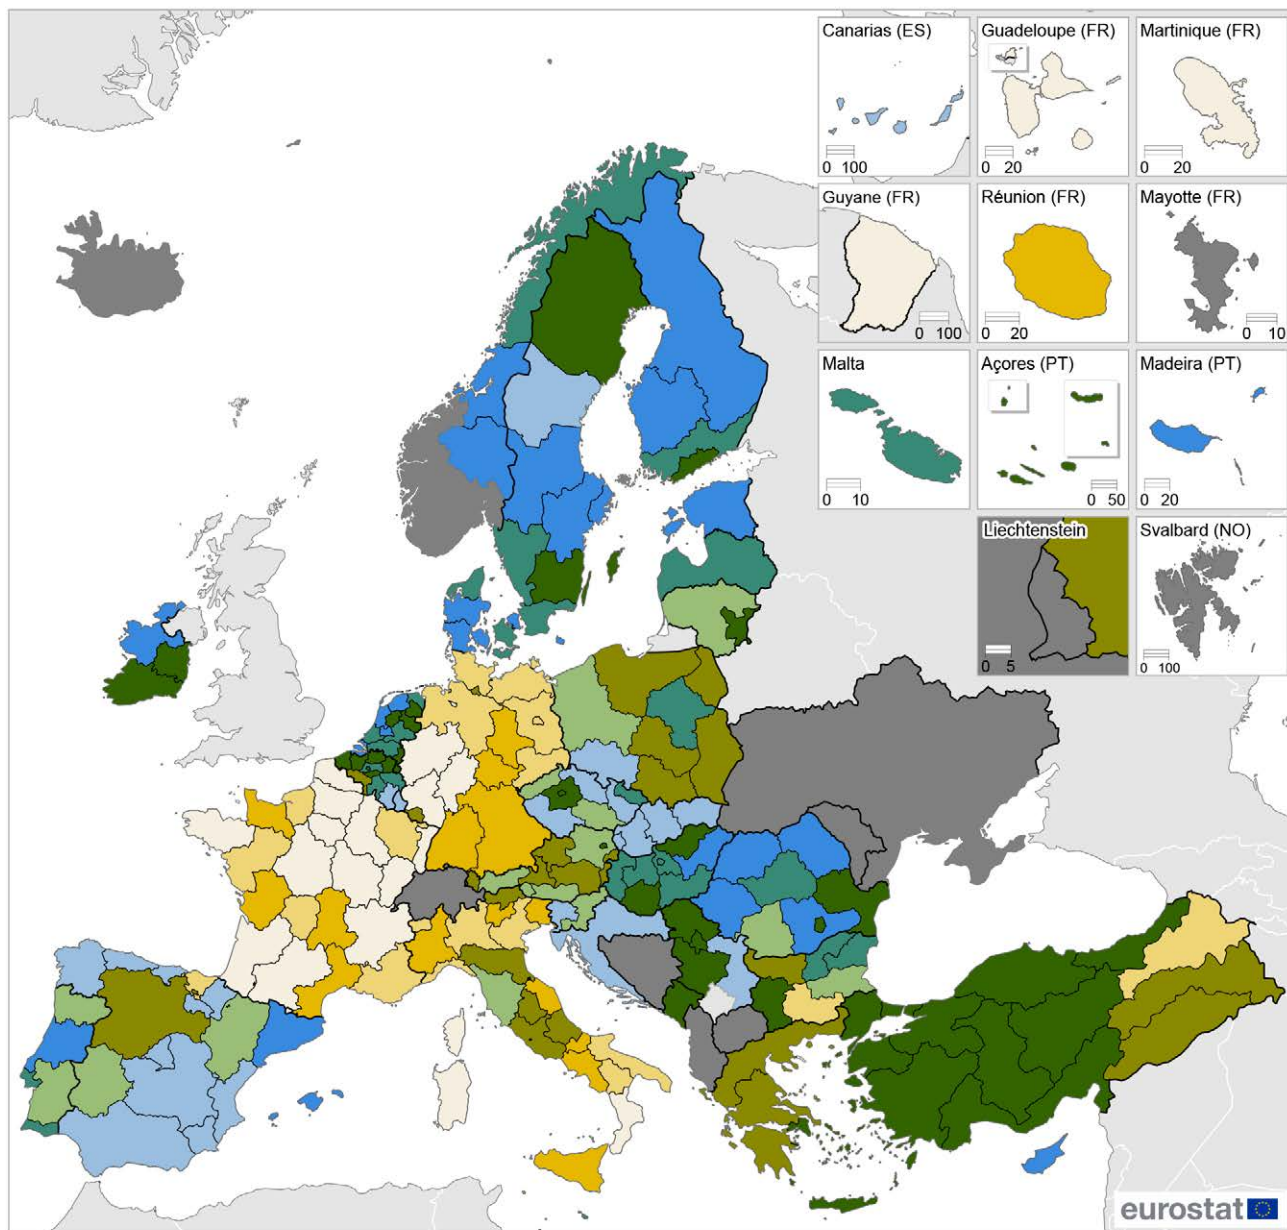 Canarias (ES)
0 100
Guadeloupe (FR)
0 20
Martinique (FR)
0 20
Guyane (FR)
0 100
Réunion (FR)
0 20
Mayotte (FR)
0 10
Malta
0 10
Açores (PT)
0 50
Madeira (PT)
0 20
Liechtenstein
0 5
Svalbard (NO)
0 100
eurostat